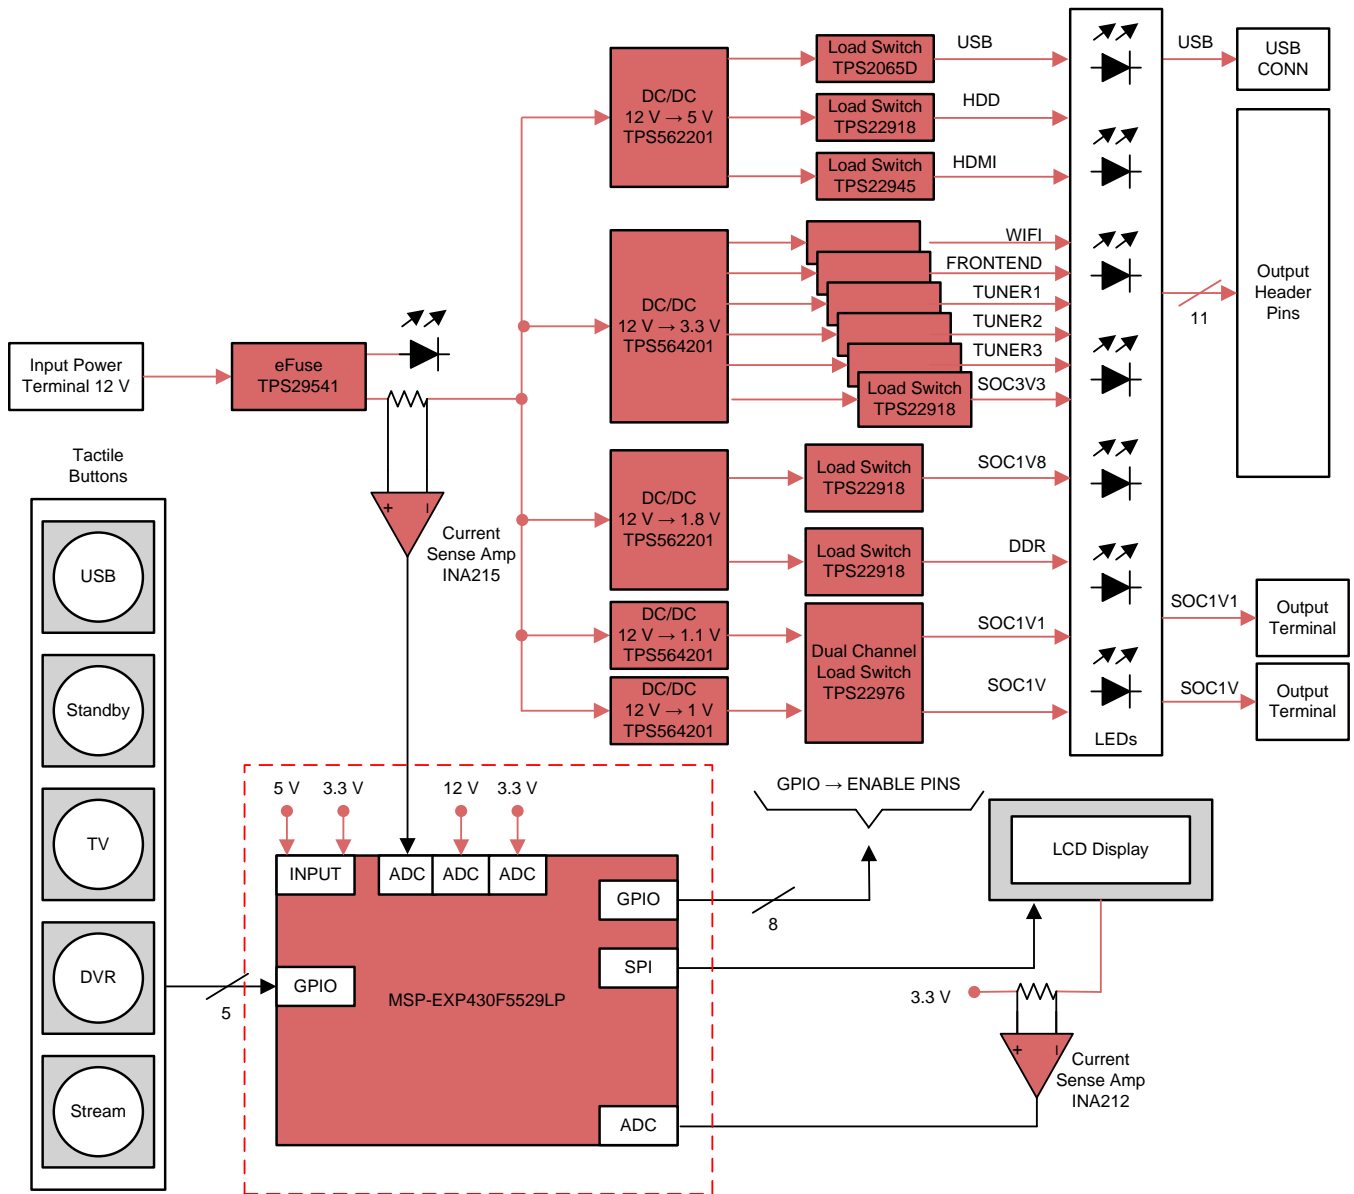 DC/DC
12 V → 5 V
TPS562201
Load Switch
TPS2065D
USB
Load Switch
TPS22918
HDD
Load Switch
TPS22945
HDMI
USB
USB
CONN
DC/DC
12 V → 3.3 V
TPS564201
WIFI
FRONTEND
TUNER1
TUNER2
TUNER3
SOC3V3
Load Switch
TPS22918
11
Output
Header
Pins
Input Power
Terminal 12 V
eFuse
TPS29541
+
–
Current
Sense Amp
INA215
DC/DC
12 V → 1.8 V
TPS562201
Load Switch
TPS22918
SOC1V8
Load Switch
TPS22918
DDR
DC/DC
12 V → 1.1 V
TPS564201
DC/DC
12 V → 1 V
TPS564201
Dual Channel
Load Switch
TPS22976
SOC1V1
SOC1V
LEDs
SOC1V1
Output
Terminal
SOC1V
Output
Terminal
Tactile
Buttons
USB
Standby
TV
DVR
Stream
5
5 V
3.3 V
12 V
3.3 V
INPUT
ADC
ADC
ADC
GPIO
GPIO
SPI
ADC
MSP-EXP430F5529LP
8
GPIO → ENABLE PINS
LCD Display
3.3 V
+
–
Current
Sense Amp
INA212